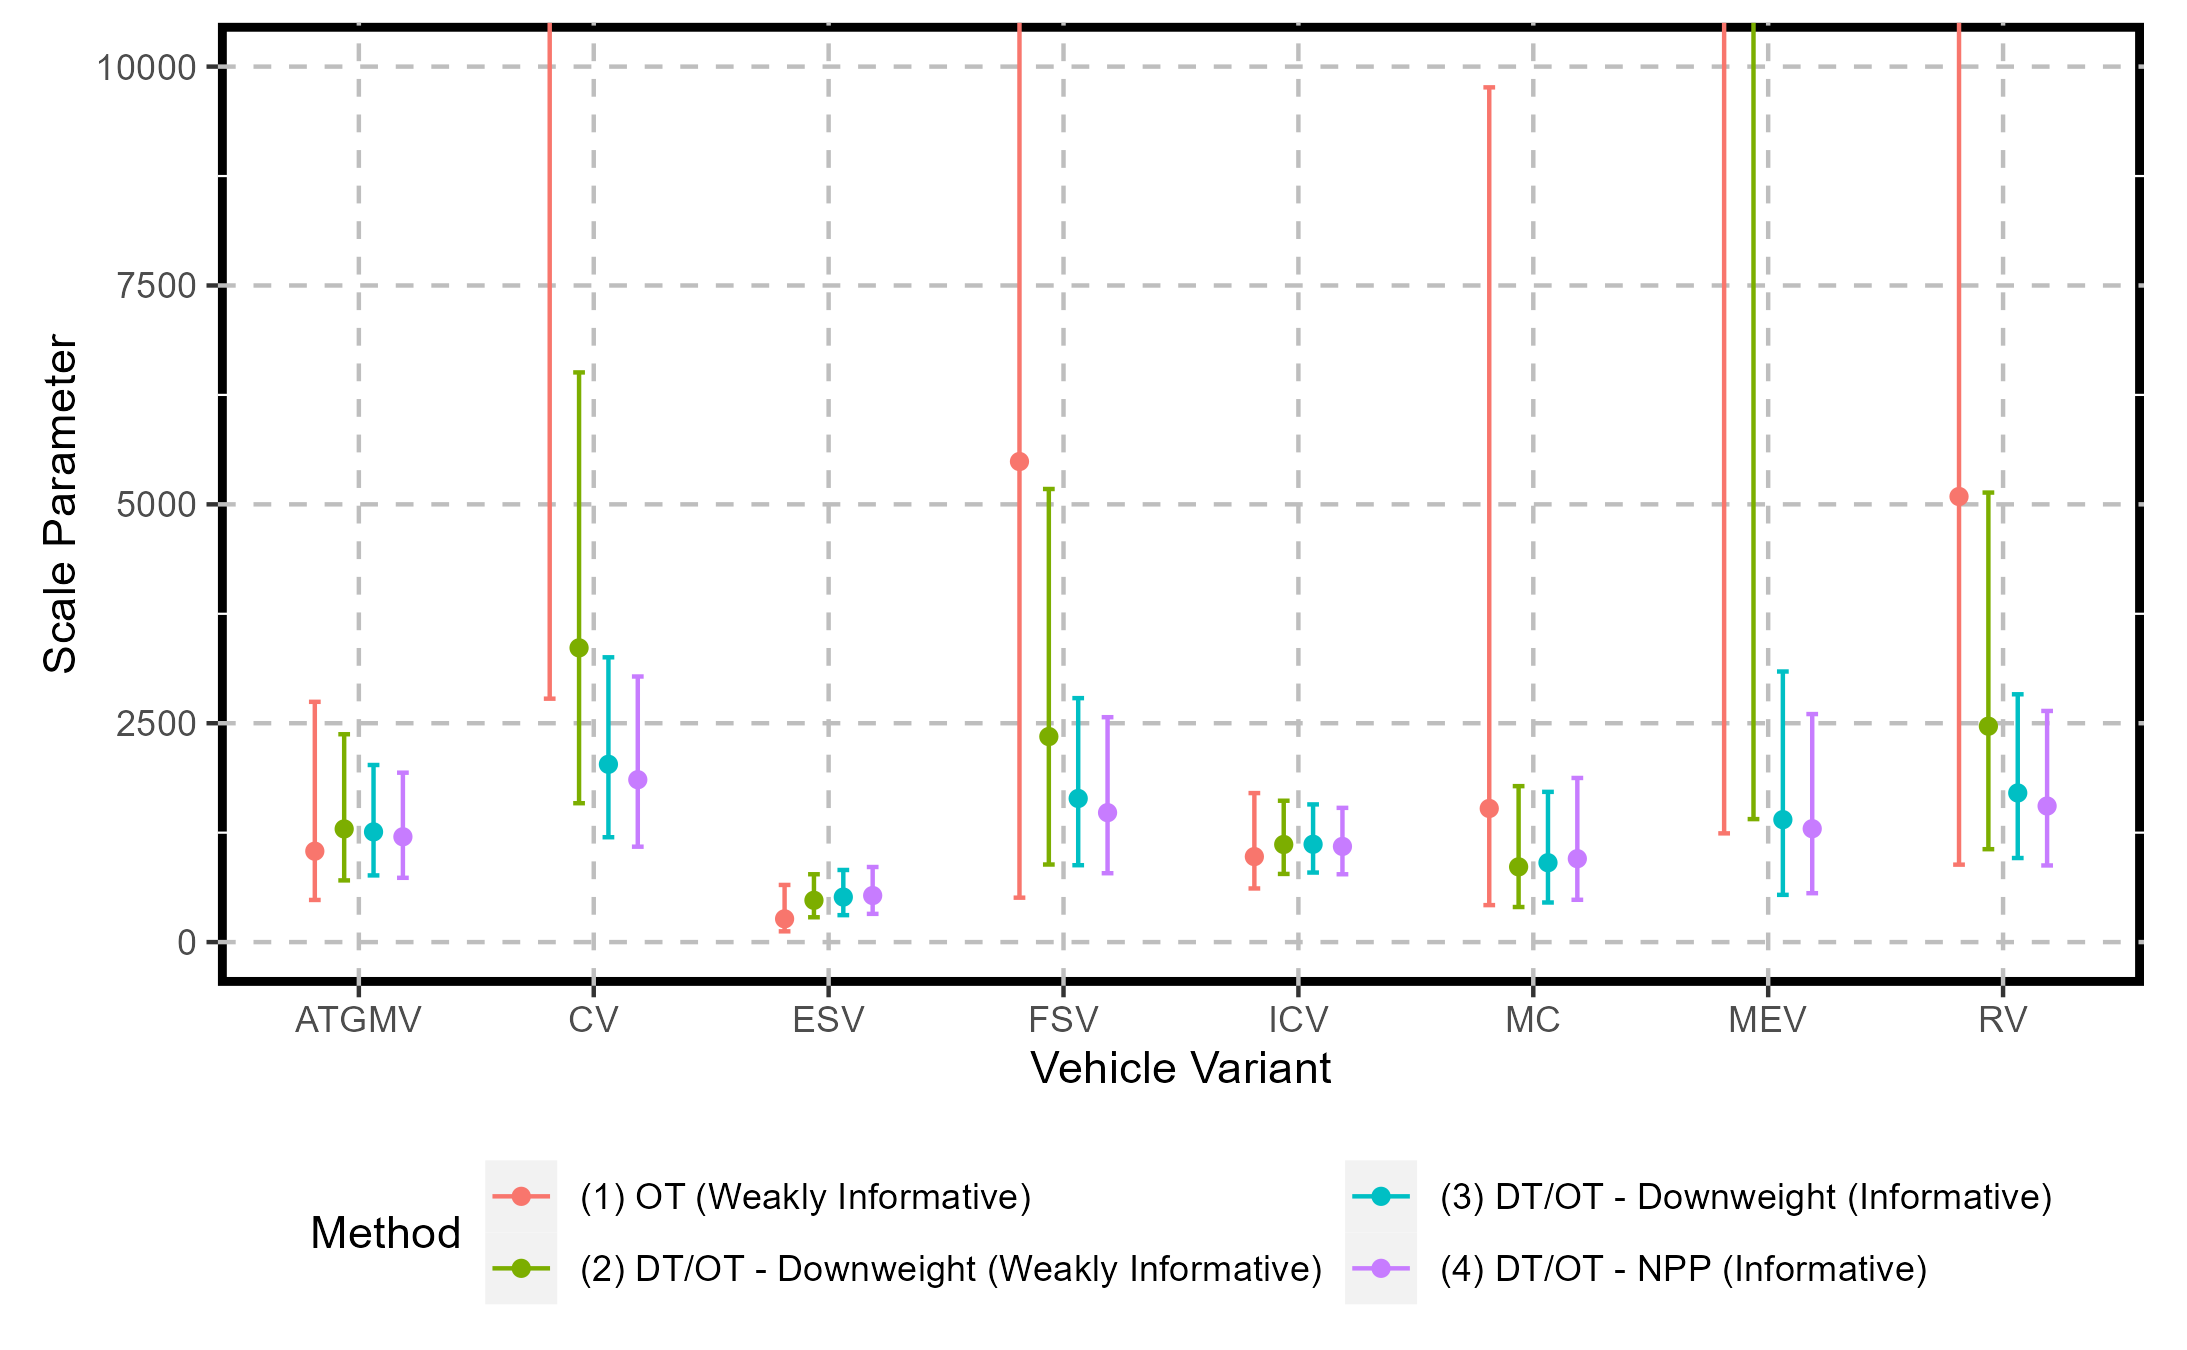 10000
7500
5000
2500
0
Scale Parameter
ATGMV CV ESV FSV ICV MC MEV RV
Vehicle Variant
Method
(1) OT (Weakly Informative)
(2) DT/OT - Downweight (Weakly Informative)
(3) DT/OT - Downweight (Informative)
(4) DT/OT - NPP (Informative)